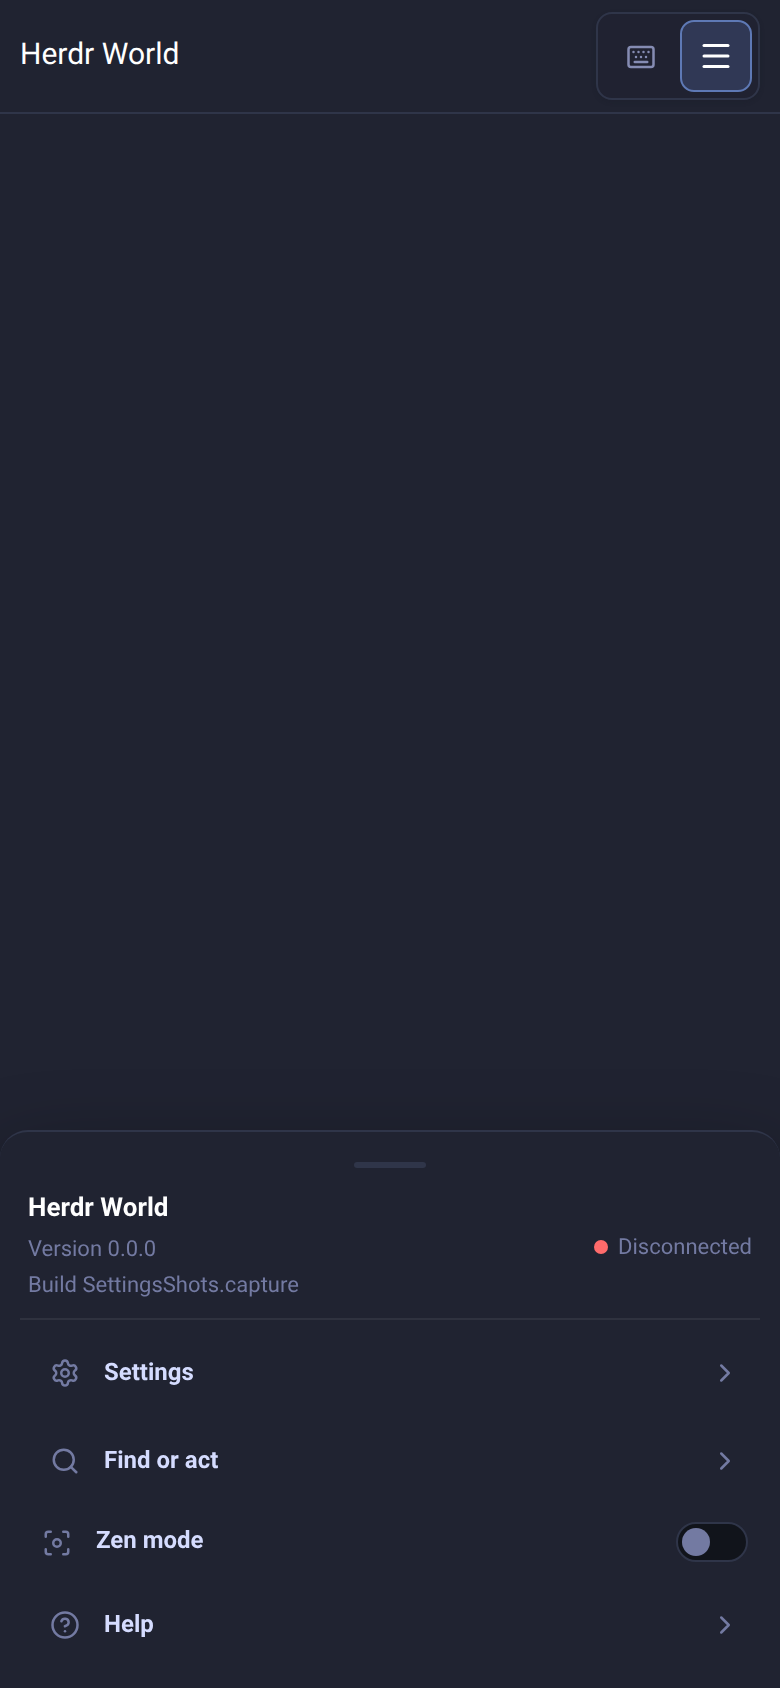 Herdr World
Herdr World
Version 0.0.0
Disconnected
Build SettingsShots.capture
Settings
Find or act
Zen mode
Help